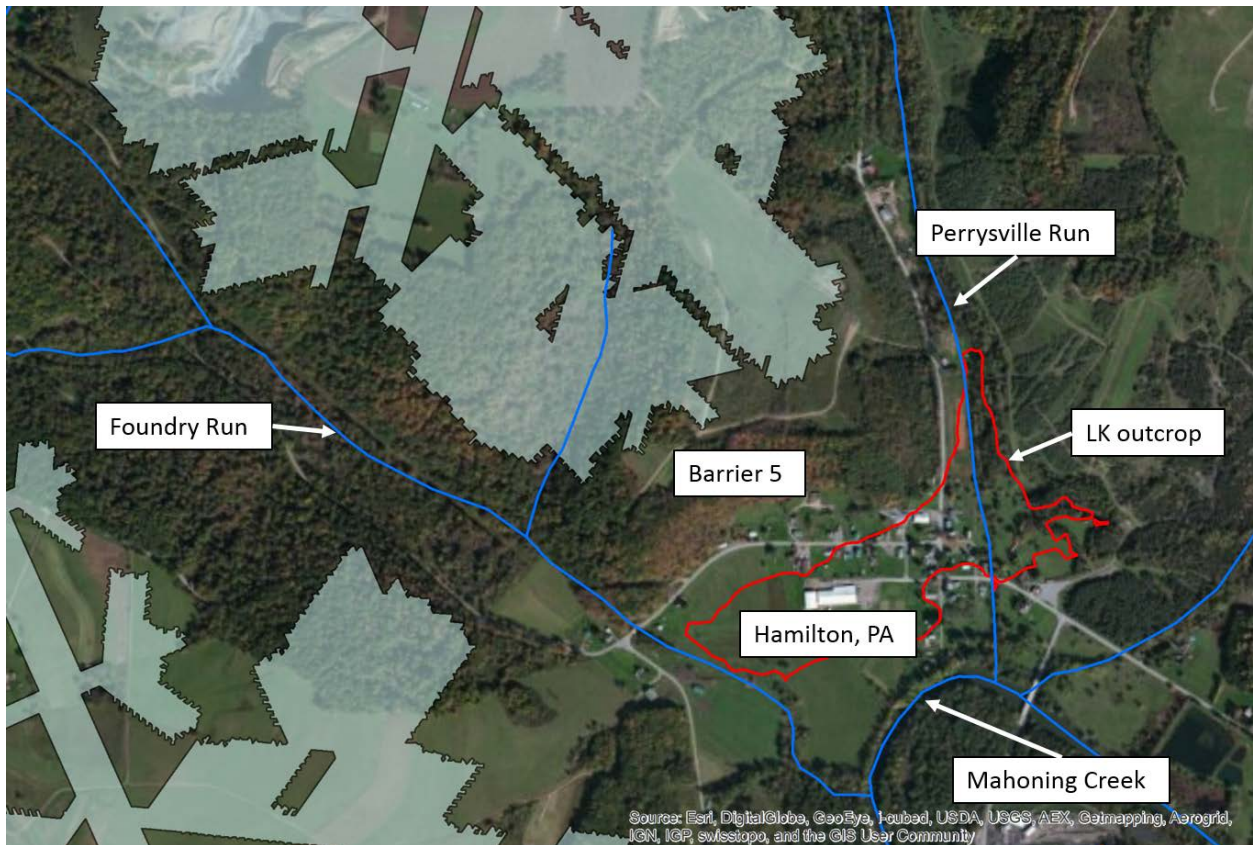 Perrysville Run
Foundry Run
LK outcrop
Barrier 5
Hamilton, PA
Mahoning Creek
Source: Esri, DigitalGlobe, GeoEye, i-cubed, USDA, USGS, AEX, Getmapping, Aerogrid,
IGN, IGP, swisstopo, and the GIS User Community